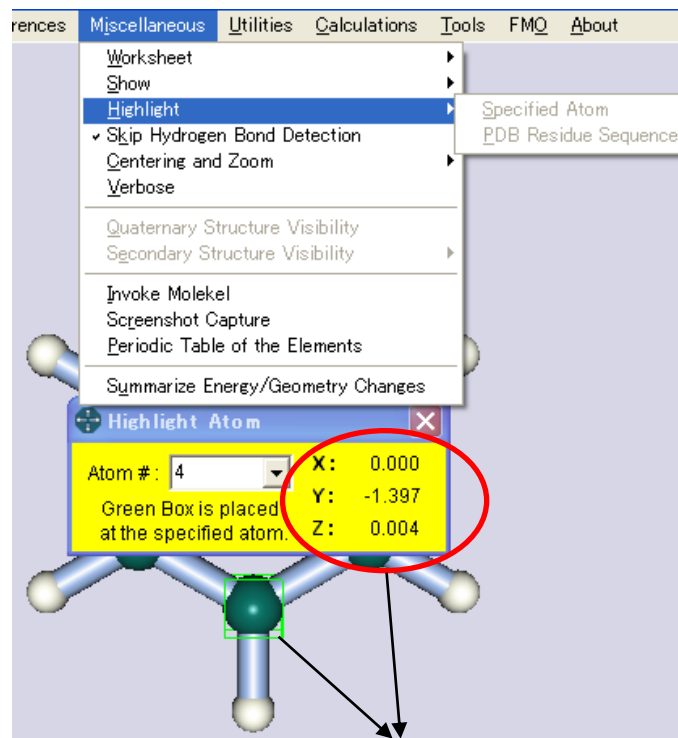 rences Miscellaneous Utilities Calculations Tools FMO About
Worksheet
Show
Highlight
Specified Atom
✓ Skip Hydrogen Bond Detection
PDB Residue Sequence
Centering and Zoom
Verbose
Quaternary Structure Visibility
Secondary Structure Visibility
Invoke Molekel
Screenshot Capture
Periodic Table of the Elements
Summarize Energy/Geometry Changes
Highlight Atom
Atom # : 4
Green Box is placed
at the specified atom.
X : 0.000
Y : -1.397
Z : 0.004